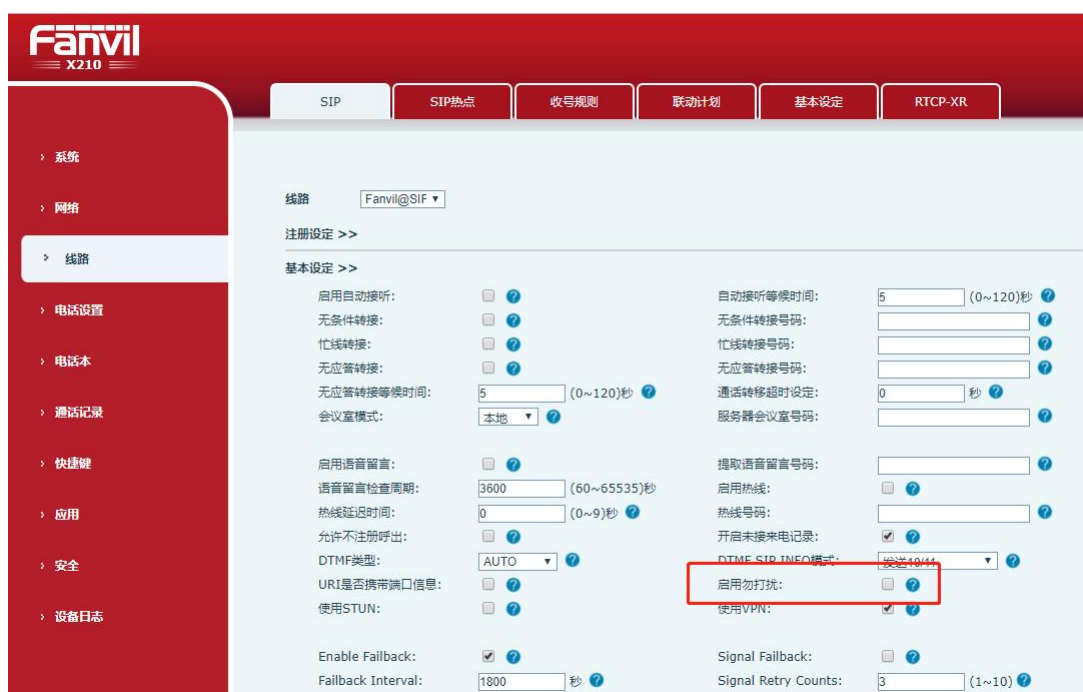 Fanvil
X210
SIP
SIP热点
收号规则
联动计划
基本设定
RTCP-XR
系统
网络
线路
电话设置
电话本
通话记录
快捷键
应用
安全
设备日志
线路 Fanvil@SIF
注册设定 >>
基本设定 >>
启用自动接听: 自动接听等候时间: 5 (0~120)秒
无条件转接: 无条件转接号码:
忙线转接: 忙线转接号码:
无应答转接: 无应答转接号码:
无应答转接等候时间: 5 (0~120)秒 通话转移超时设定: 0 秒
会议室模式: 本地 服务器会议室号码:
启用语音留言: 提取语音留言号码:
语音留言检查周期: 3600 (60~65535)秒 启用热线:
热线延迟时间: 0 (0~9)秒 热线号码:
允许不注册呼出: 开启未接来电记录:
DTMF类型: AUTO DTMF SIP INFO模式: 发送10/11
URI是否携带端口信息: 启用勿打扰:
使用STUN: 使用VPN:
Enable Failback: Signal Failback:
Failback Interval: 1800 秒 Signal Retry Counts: 3 (1~10)